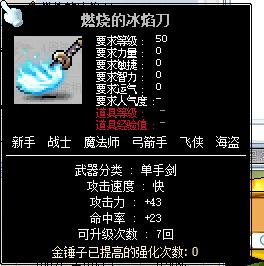 燃烧的冰焰刀
要求等级： 50
要求力量： 0
要求敏捷： 0
要求智力： 0
要求运气： 0
要求人气度：-
道具等级： -
道具经验值：-
新手 战士 魔法师 弓箭手 飞侠 海盗
武器分类 : 单手剑
攻击速度 : 快
攻击力 : +43
命中率 : +23
可升级次数 : 7回
金锤子已提高的强化次数: 0